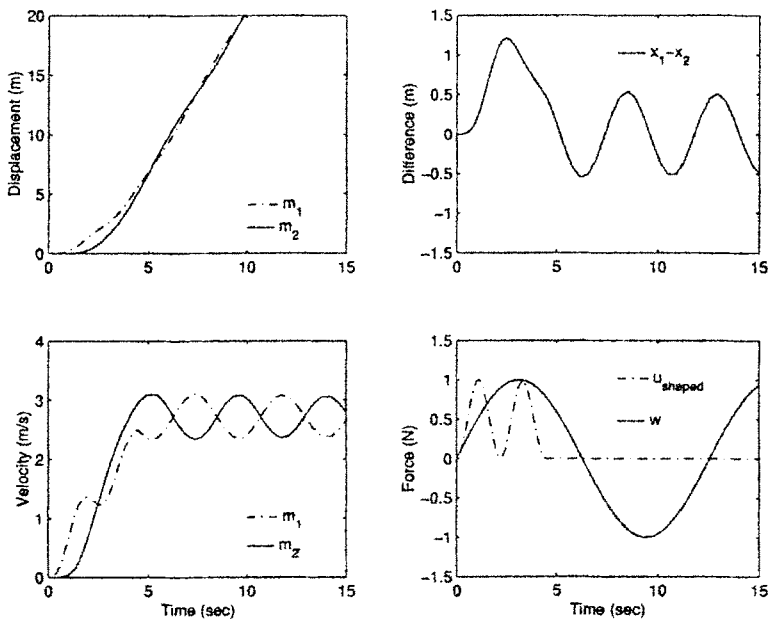 20
15
10
5
0
Displacement (m)
m1
m2
0 5 10 15
1.5
1
0.5
0
−0.5
−1
−1.5
Difference (m)
x1−x2
0 5 10 15
4
3
2
1
0
Velocity (m/s)
m1
m2
0 5 10 15
Time (sec)
1.5
1
0.5
0
−0.5
−1
−1.5
Force (N)
ushaped
w
0 5 10 15
Time (sec)